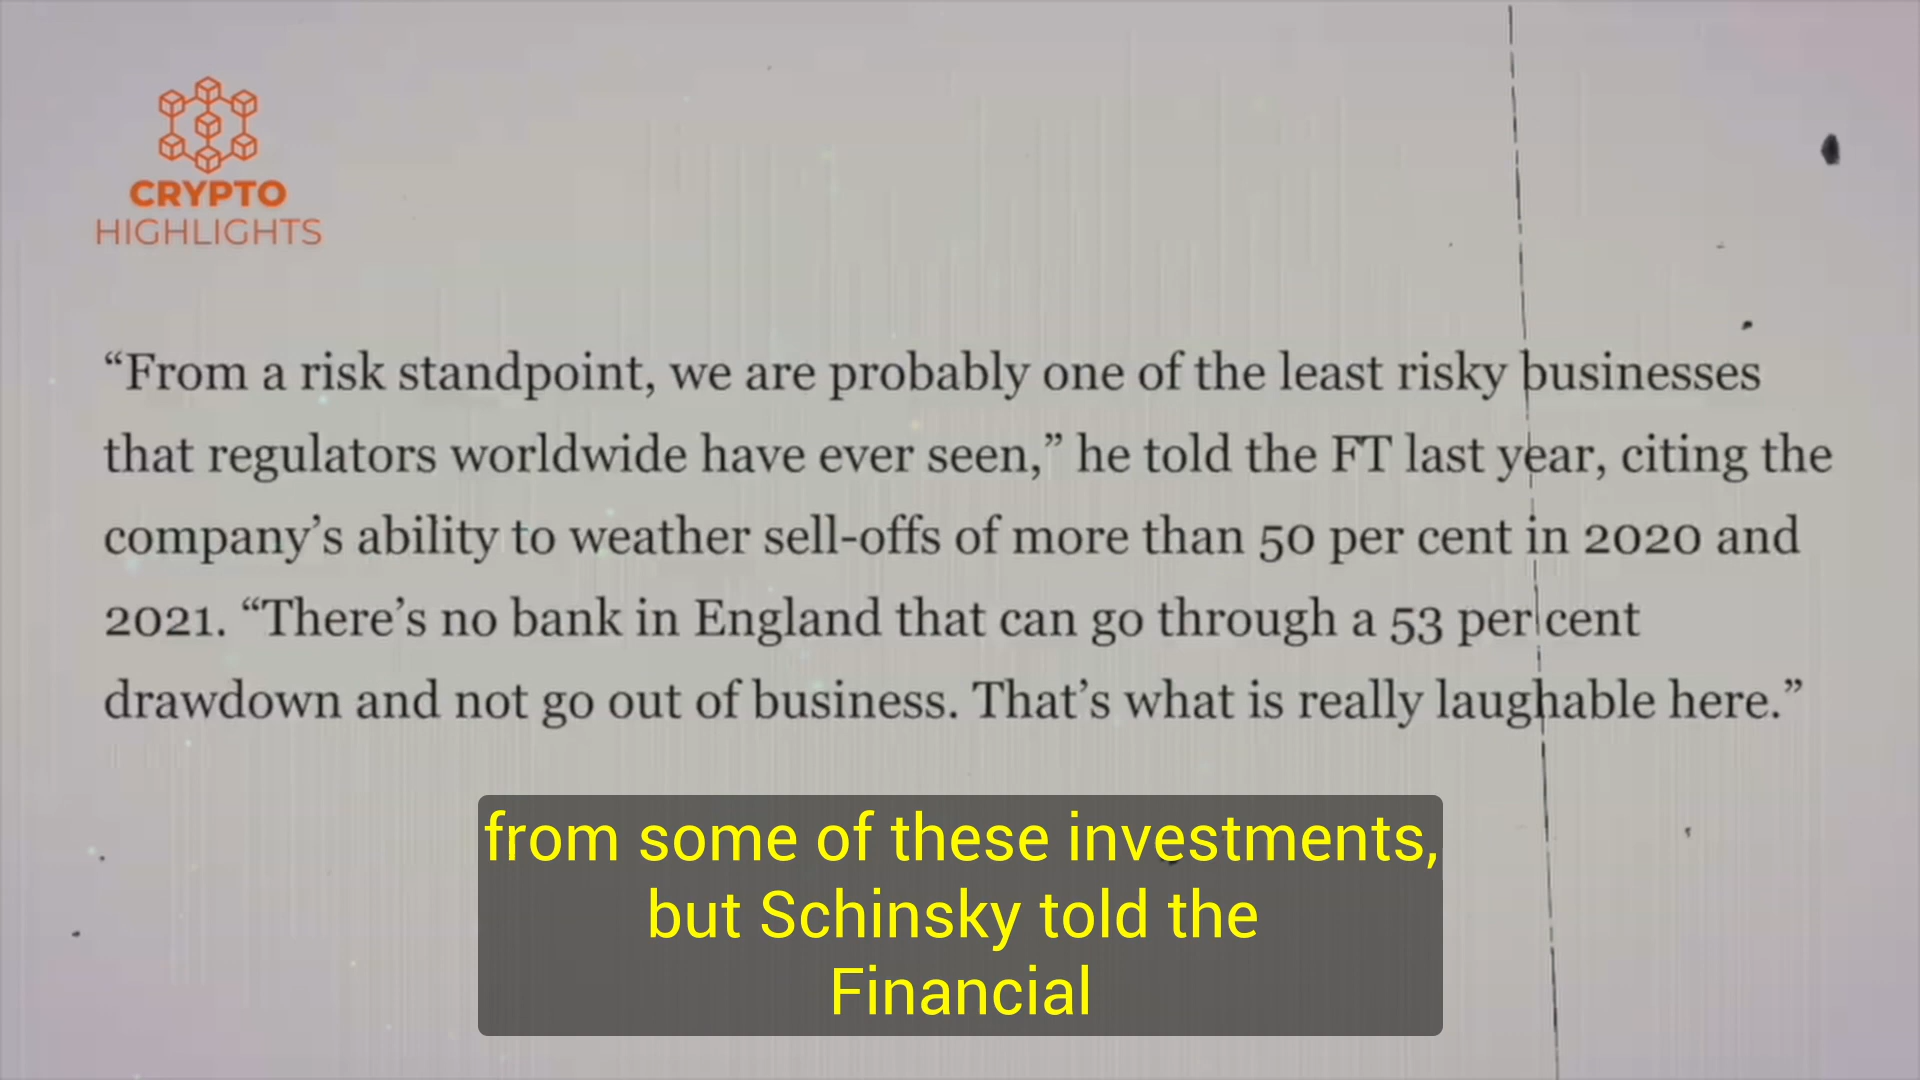 CRYPTO
HIGHLIGHTS
“From a risk standpoint, we are probably one of the least risky businesses
that regulators worldwide have ever seen,” he told the FT last year, citing the
company’s ability to weather sell-offs of more than 50 per cent in 2020 and
2021. “There’s no bank in England that can go through a 53 per cent
drawdown and not go out of business. That’s what is really laughable here.”
from some of these investments,
but Schinsky told the
Financial